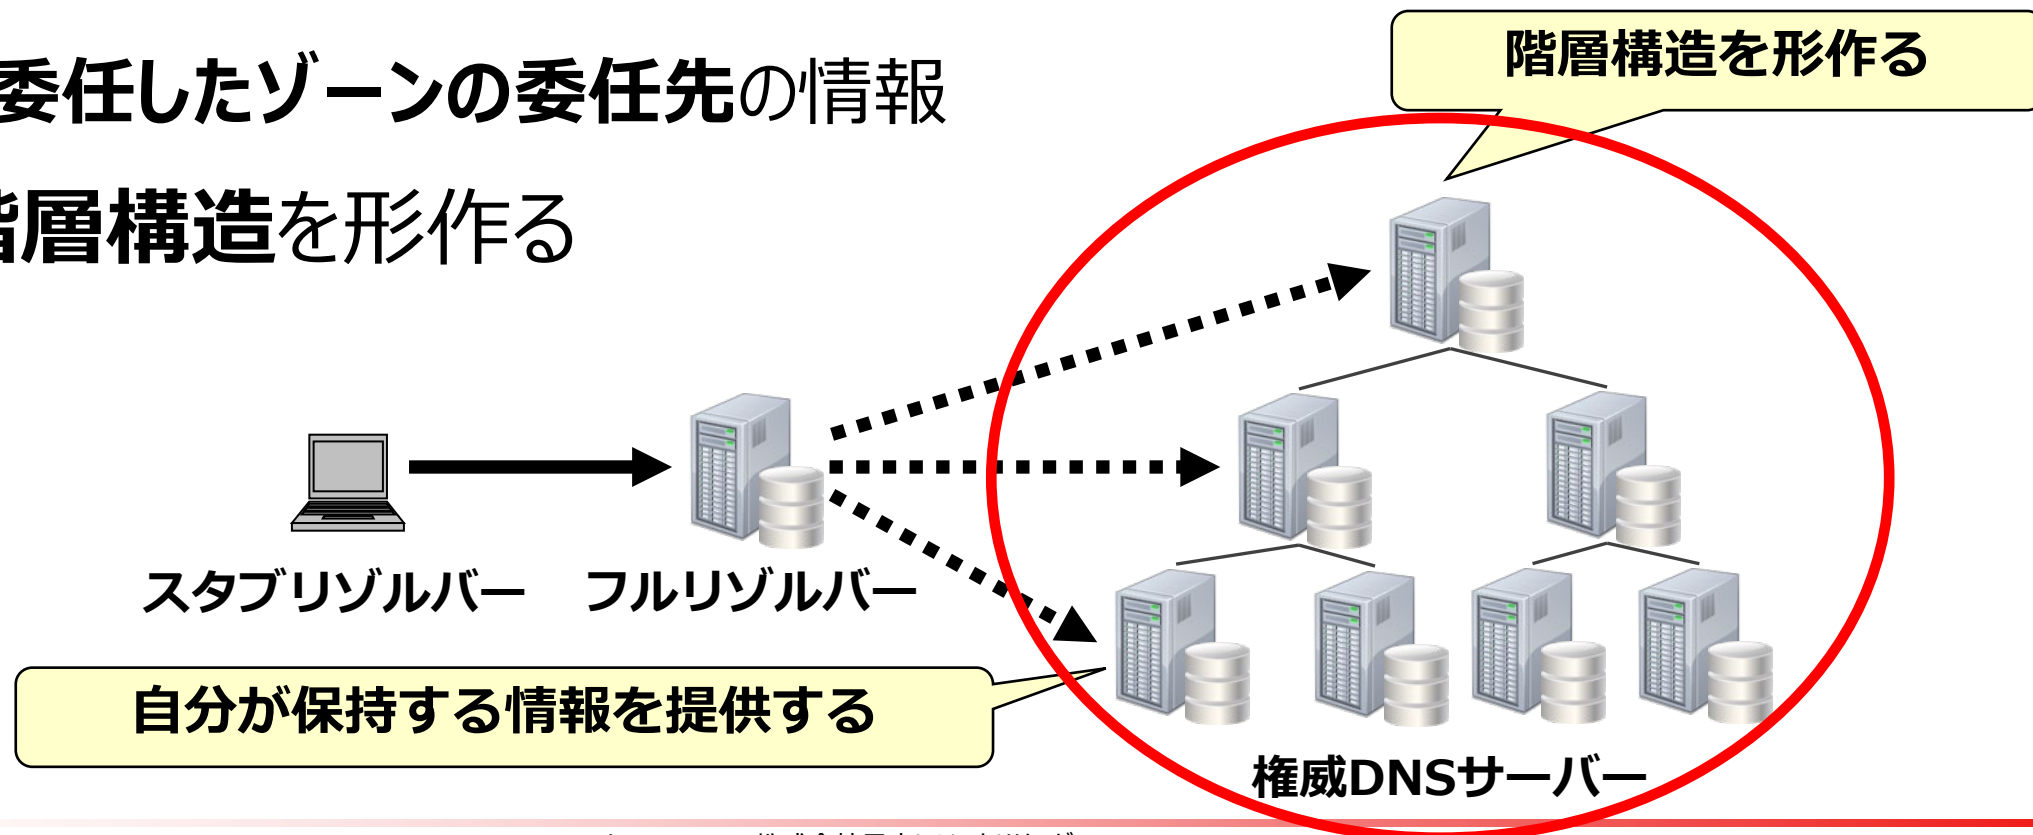 委任したゾーンの委任先の情報
階層構造を形作る
階層構造を形作る
スタブリゾルバー
フルリゾルバー
自分が保持する情報を提供する
権威DNSサーバー